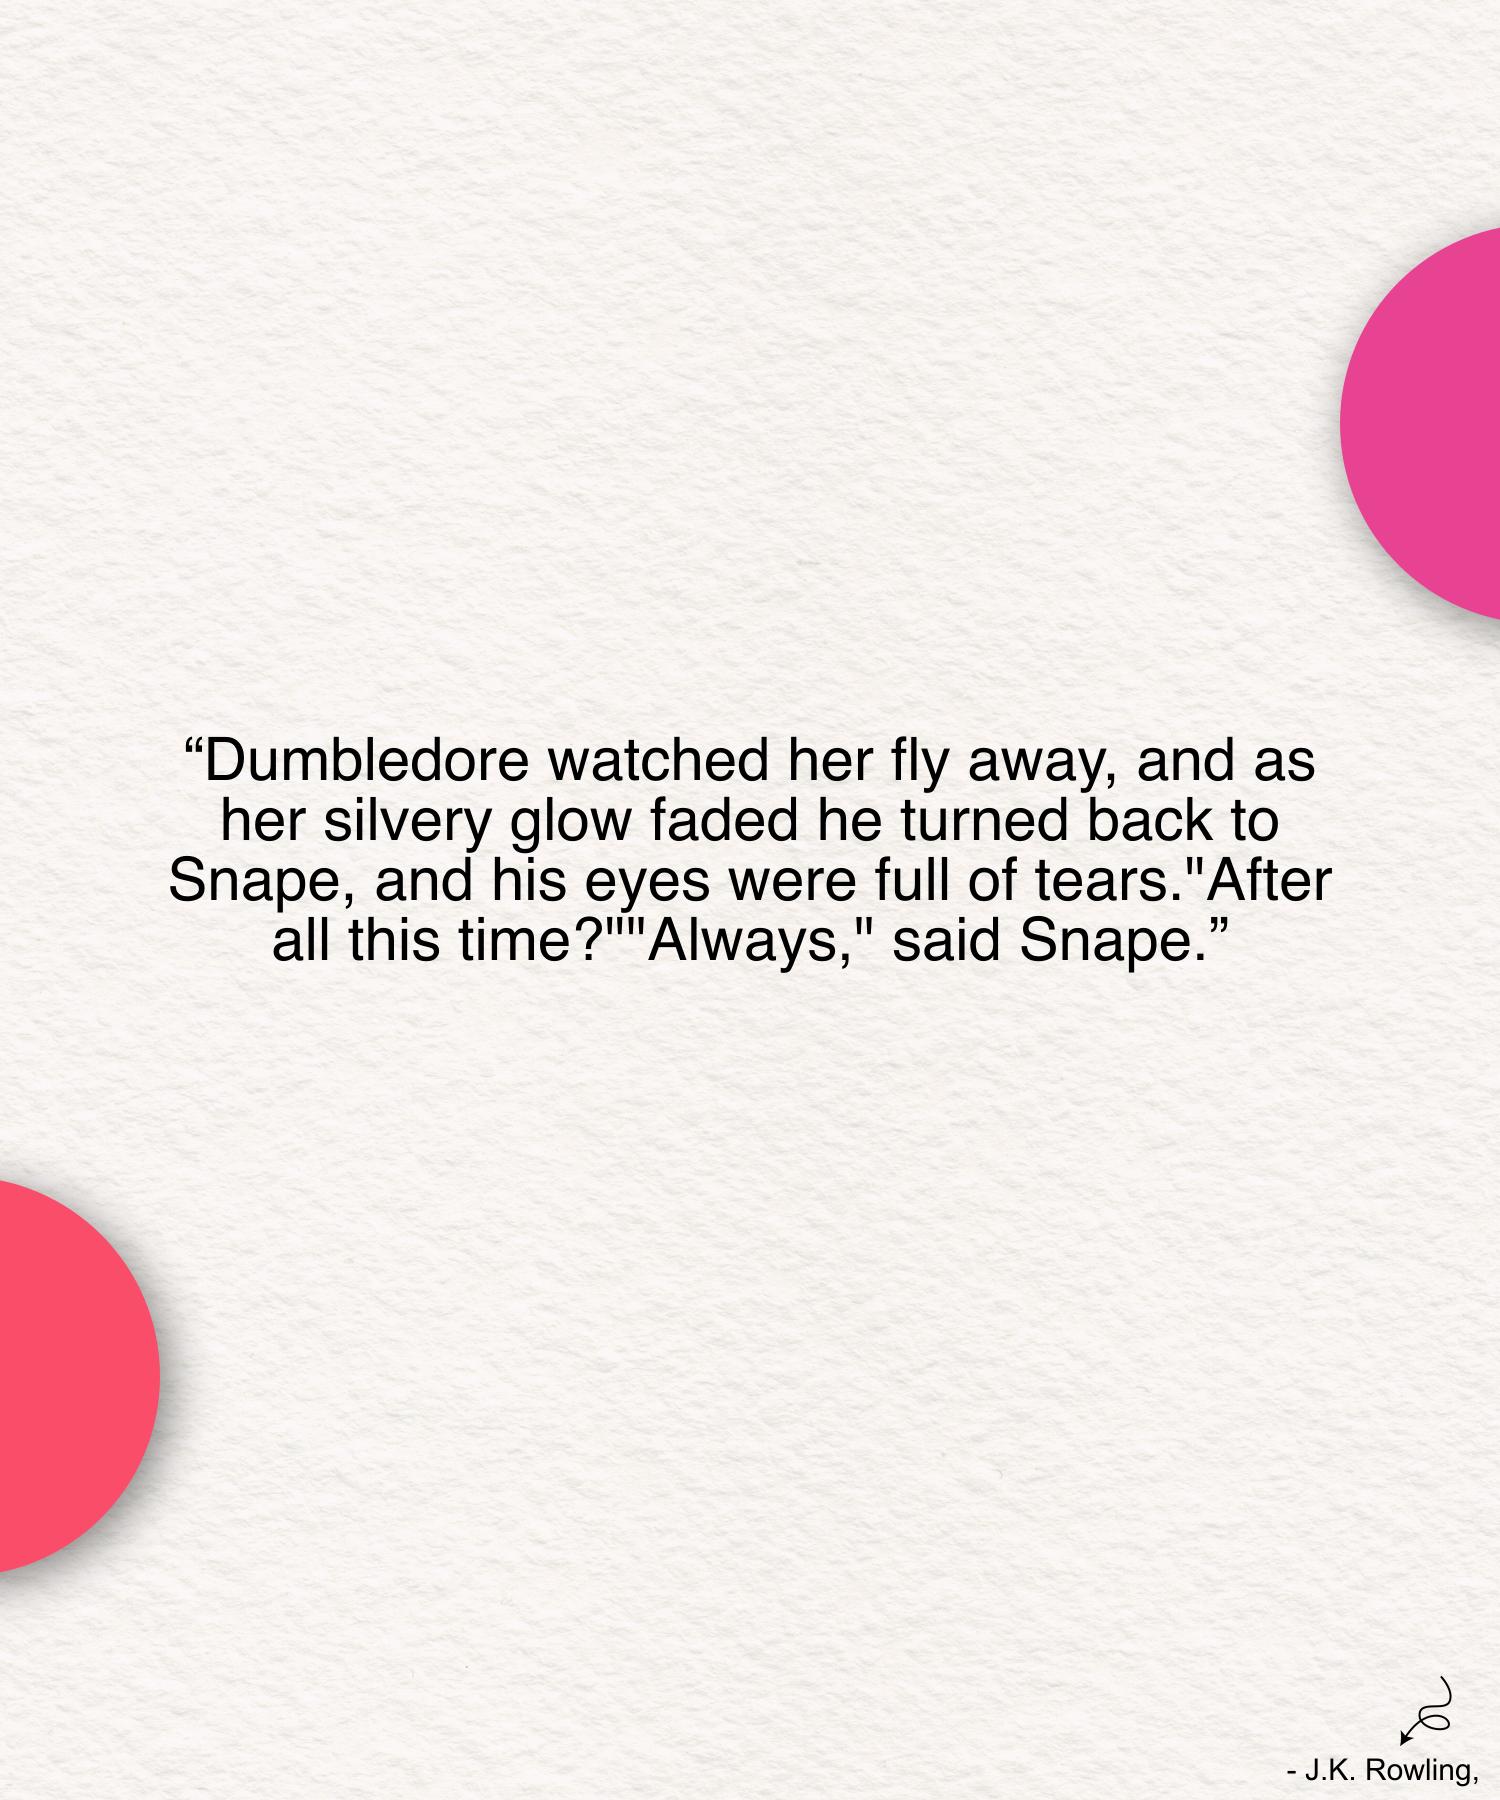 “Dumbledore watched her fly away, and as
her silvery glow faded he turned back to
Snape, and his eyes were full of tears."After
all this time?""Always," said Snape.”
- J.K. Rowling,